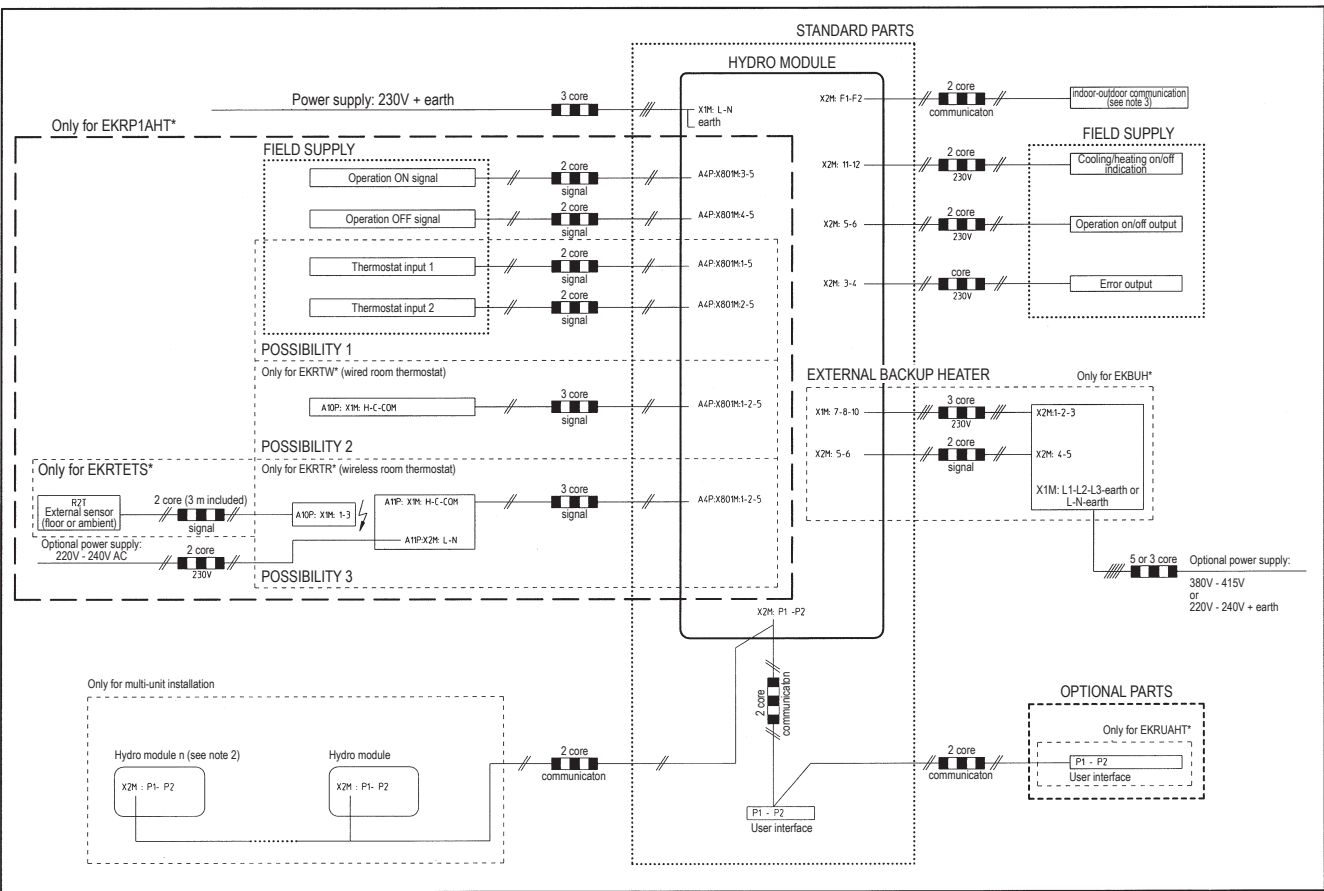 STANDARD PARTS
HYDRO MODULE
Power supply: 230V + earth
3 core
X1M: L-N
earth
X2M: F1-F2
2 core
communicaton
indoor-outdoor communication
(see note 3)
Only for EKRP1AHT*
FIELD SUPPLY
Operation ON signal
2 core
signal
A4P:X801M:3-5
Operation OFF signal
2 core
signal
A4P:X801M:4-5
Thermostat input 1
2 core
signal
A4P:X801M:1-5
Thermostat input 2
2 core
signal
A4P:X801M:2-5
POSSIBILITY 1
Only for EKRTW* (wired room thermostat)
A10P: X1M: H-C-COM
3 core
signal
A4P:X801M:1-2-5
POSSIBILITY 2
Only for EKRTETS*
R2T
External sensor
(floor or ambient)
2 core (3 m included)
signal
Only for EKRTR* (wireless room thermostat)
A10P: X1M: 1-3
A11P: X1M: H-C-COM
A11P:X2M: L-N
3 core
signal
A4P:X801M:1-2-5
Optional power supply:
220V - 240V AC
2 core
230V
POSSIBILITY 3
FIELD SUPPLY
X2M: 11-12
2 core
230V
Cooling/heating on/off
indication
X2M: 5-6
2 core
230V
Operation on/off output
X2M: 3-4
core
230V
Error output
EXTERNAL BACKUP HEATER
Only for EKBUH*
X1M: 7-8-10
3 core
230V
X2M:1-2-3
X2M: 5-6
2 core
signal
X2M: 4-5
X1M: L1-L2-L3-earth or
L-N-earth
5 or 3 core
Optional power supply:
380V - 415V
or
220V - 240V + earth
X2M: P1 -P2
2 core
communicaton
Only for multi-unit installation
Hydro module n (see note 2)
X2M : P1- P2
Hydro module
X2M : P1- P2
2 core
communicaton
P1 - P2
User interface
2 core
communicaton
OPTIONAL PARTS
Only for EKRUAHT*
P1 - P2
User interface